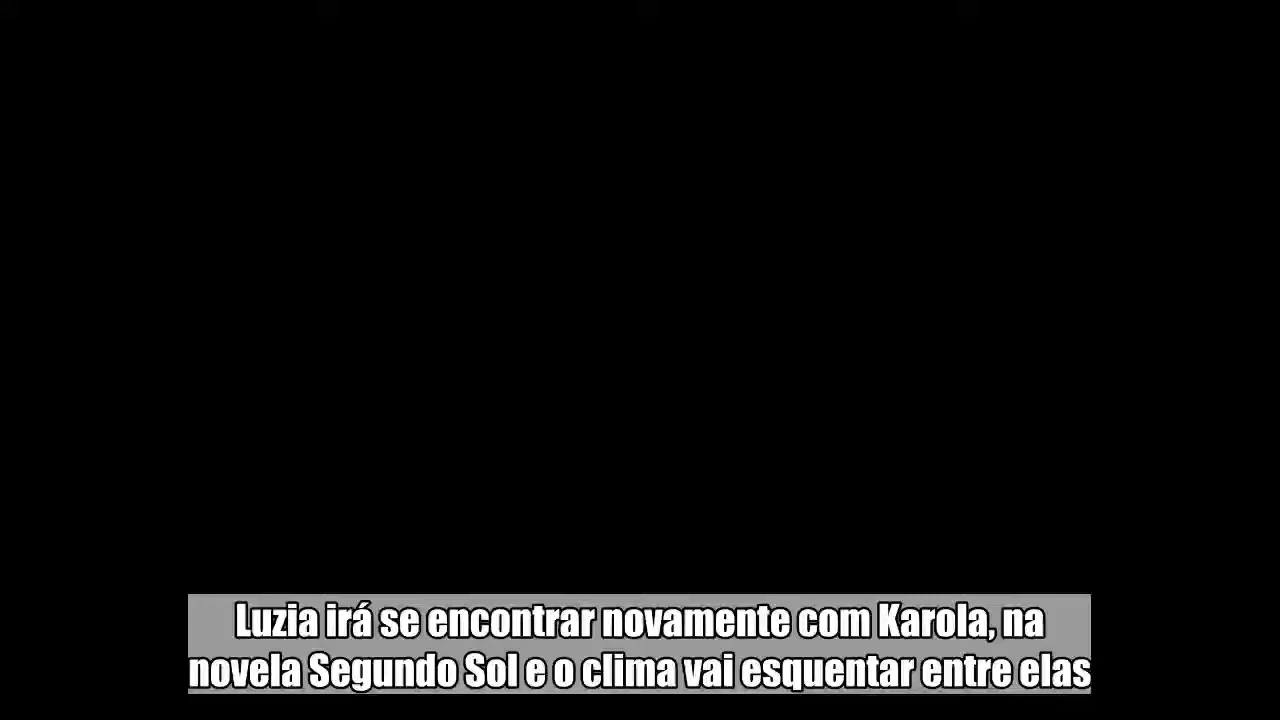 Luzia irá se encontrar novamente com Karola, na
novela Segundo Sol e o clima vai esquentar entre elas